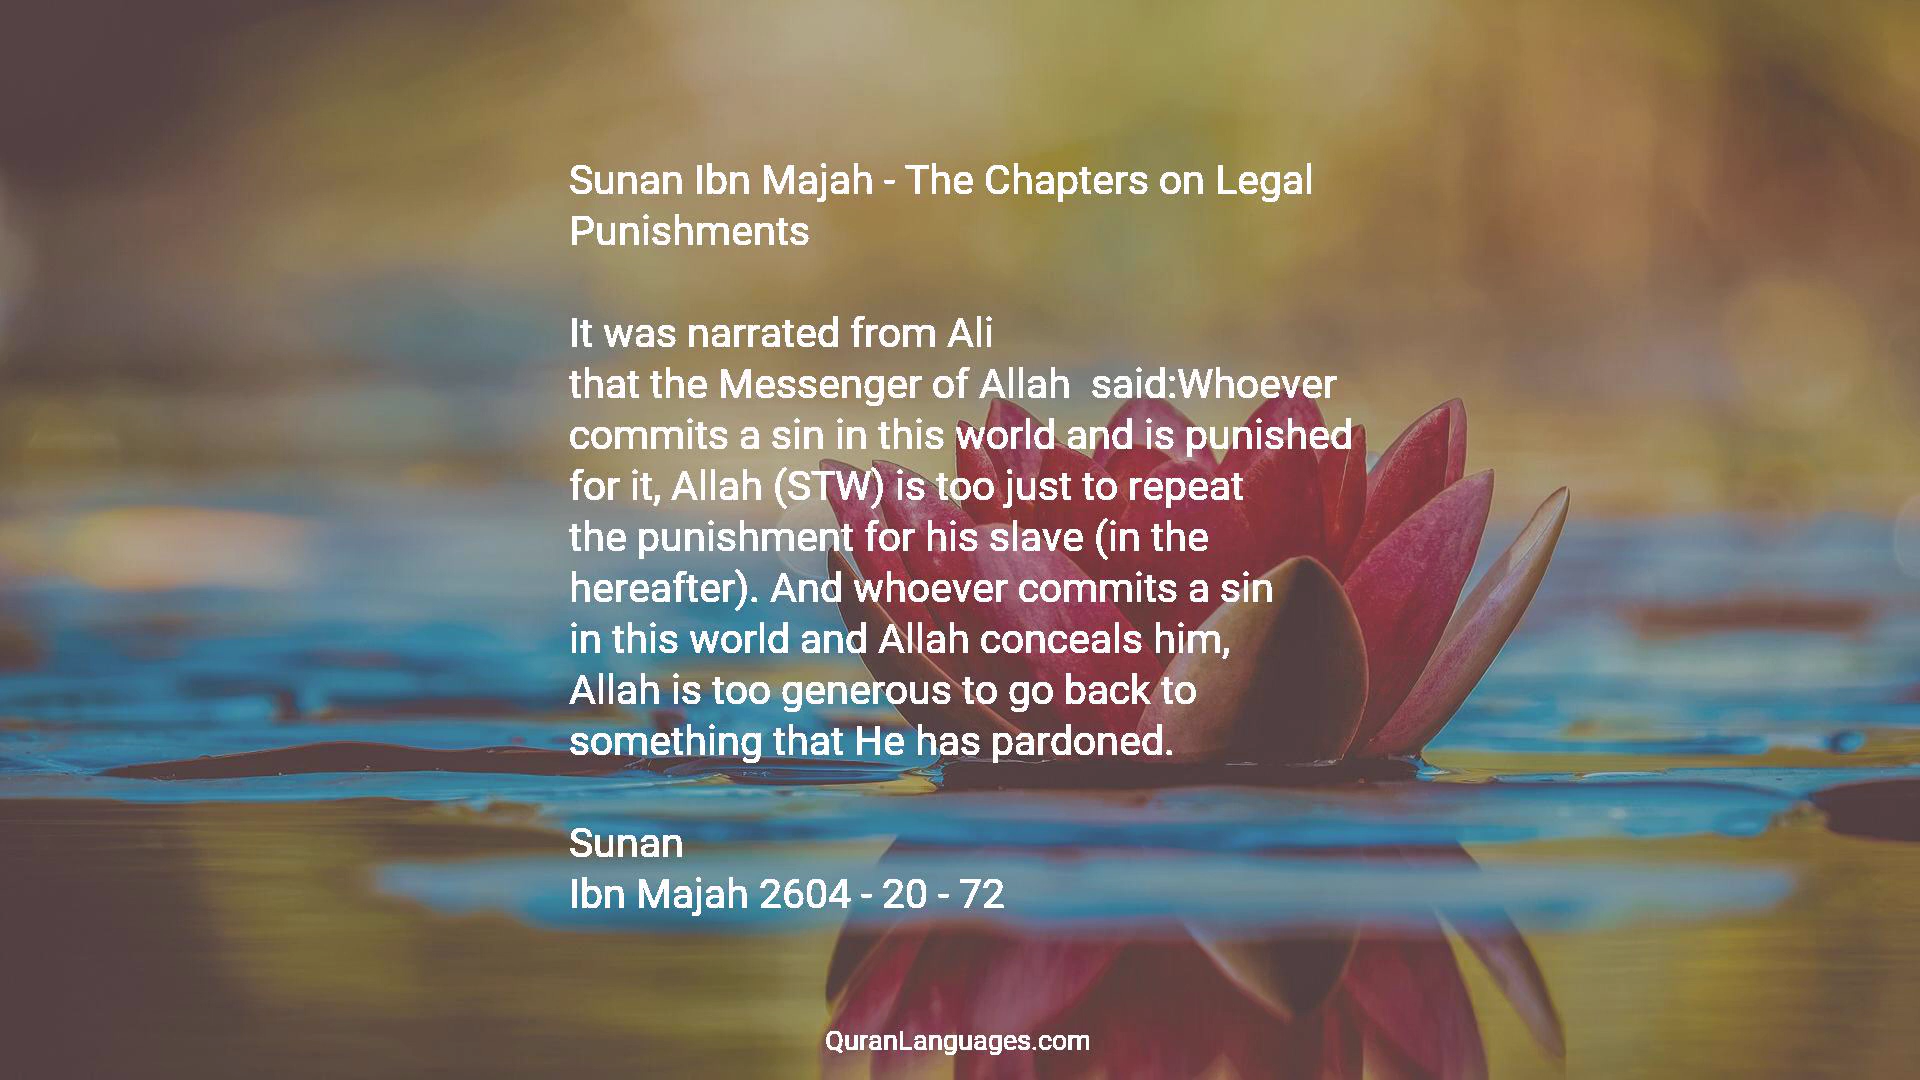 Sunan Ibn Majah - The Chapters on Legal
Punishments
It was narrated from Ali
that the Messenger of Allah  said:Whoever
commits a sin in this world and is punished
for it, Allah (STW) is too just to repeat
the punishment for his slave (in the
hereafter). And whoever commits a sin
in this world and Allah conceals him,
Allah is too generous to go back to
something that He has pardoned.
Sunan
Ibn Majah 2604 - 20 - 72
QuranLanguages.com